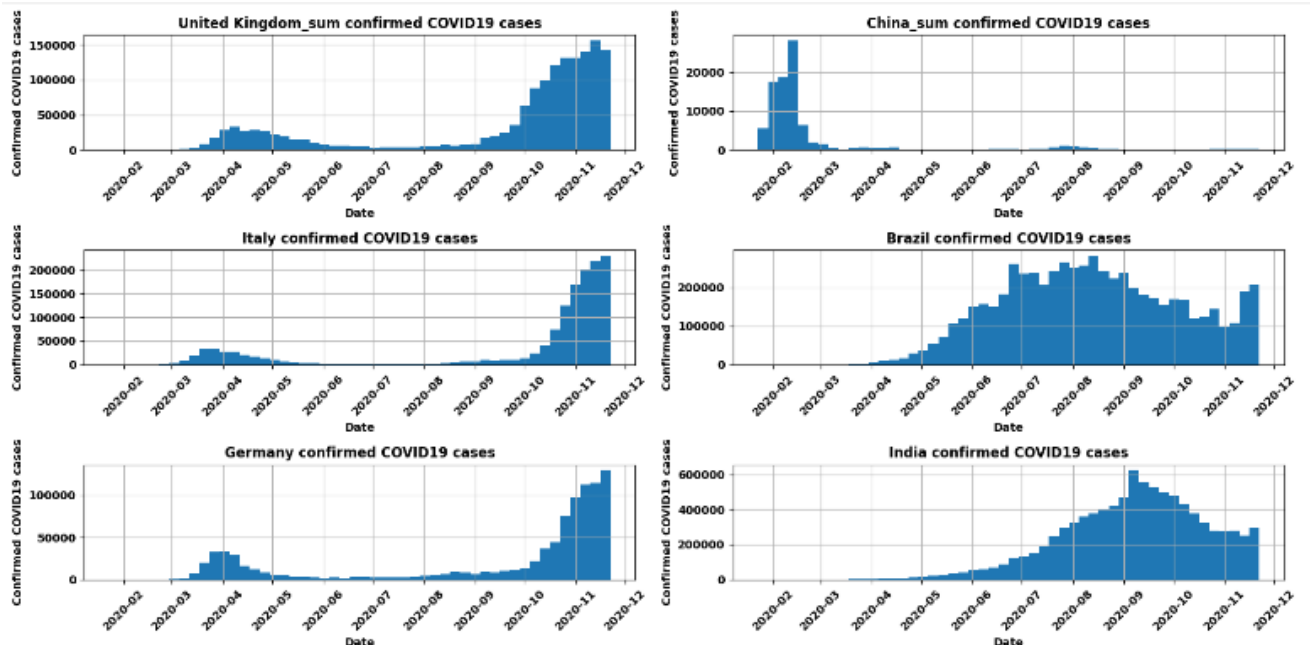 United Kingdom_sum confirmed COVID19 cases
Confirmed COVID19 cases
150000
100000
50000
0
2020-02 2020-03 2020-04 2020-05 2020-06 2020-07 2020-08 2020-09 2020-10 2020-11 2020-12
Date
China_sum confirmed COVID19 cases
Confirmed COVID19 cases
20000
10000
0
2020-02 2020-03 2020-04 2020-05 2020-06 2020-07 2020-08 2020-09 2020-10 2020-11 2020-12
Date
Italy confirmed COVID19 cases
Confirmed COVID19 cases
200000
150000
100000
50000
0
2020-02 2020-03 2020-04 2020-05 2020-06 2020-07 2020-08 2020-09 2020-10 2020-11 2020-12
Date
Brazil confirmed COVID19 cases
Confirmed COVID19 cases
200000
100000
0
2020-02 2020-03 2020-04 2020-05 2020-06 2020-07 2020-08 2020-09 2020-10 2020-11 2020-12
Date
Germany confirmed COVID19 cases
Confirmed COVID19 cases
100000
50000
0
2020-02 2020-03 2020-04 2020-05 2020-06 2020-07 2020-08 2020-09 2020-10 2020-11 2020-12
Date
India confirmed COVID19 cases
Confirmed COVID19 cases
600000
400000
200000
0
2020-02 2020-03 2020-04 2020-05 2020-06 2020-07 2020-08 2020-09 2020-10 2020-11 2020-12
Date